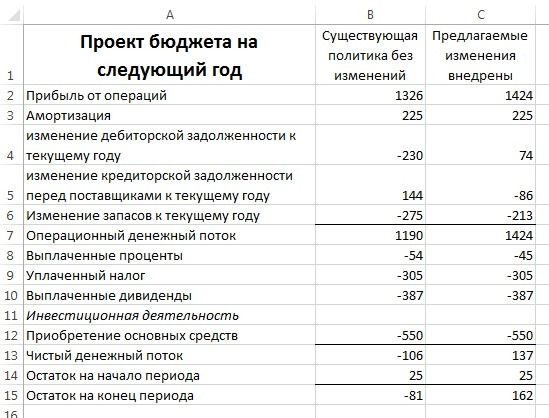 A B C
1 Проект бюджета на следующий год Существующая политика без изменений Предлагаемые изменения внедрены
2 Прибыль от операций 1326 1424
3 Амортизация 225 225
4 изменение дебиторской задолженности к текущему году -230 74
5 изменение кредиторской задолженности перед поставщиками к текущему году 144 -86
6 Изменение запасов к текущему году -275 -213
7 Операционный денежный поток 1190 1424
8 Выплаченные проценты -54 -45
9 Уплаченный налог -305 -305
10 Выплаченные дивиденды -387 -387
11 Инвестиционная деятельность
12 Приобретение основных средств -550 -550
13 Чистый денежный поток -106 137
14 Остаток на начало периода 25 25
15 Остаток на конец периода -81 162
16